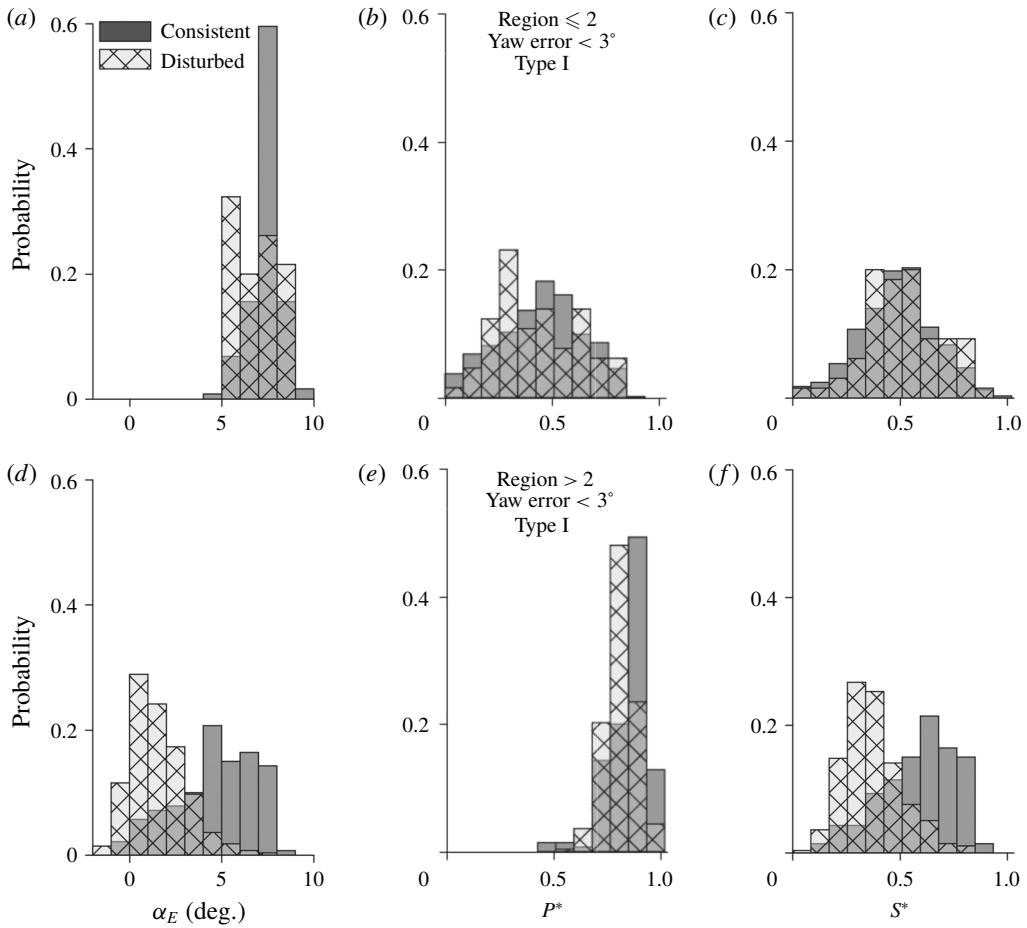 (a)
0.6
Consistent
Disturbed
0.4
0.2
0
Probability
0
5
10
(b)
0.6
Region ⩽ 2
Yaw error < 3°
Type I
0.4
0.2
0
0.5
1.0
(c)
0.6
0.4
0.2
0
0.5
1.0
(d)
0.6
0.4
0.2
0
Probability
0
5
10
α_E (deg.)
(e)
0.6
Region > 2
Yaw error < 3°
Type I
0.4
0.2
0
0.5
1.0
P*
(f)
0.6
0.4
0.2
0
0.5
1.0
S*